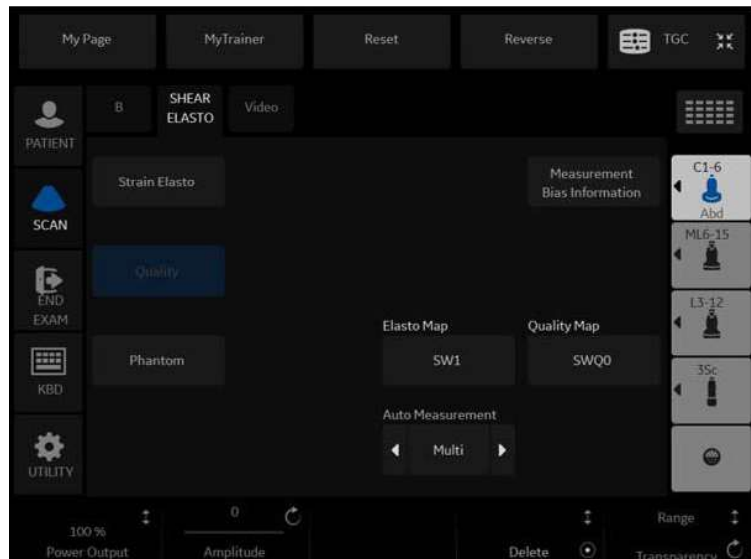 My Page
MyTrainer
Reset
Reverse
TGC
PATIENT
B
SHEAR
ELASTO
Video
Strain Elasto
Measurement
Bias Information
C1-6
Abd
SCAN
ML6-15
Quality
END
EXAM
L3-12
Elasto Map
Quality Map
Phantom
SW1
SWQ0
3Sc
KBD
Auto Measurement
Multi
UTILITY
0
Range
100 %
Power Output
Amplitude
Delete
Transparency